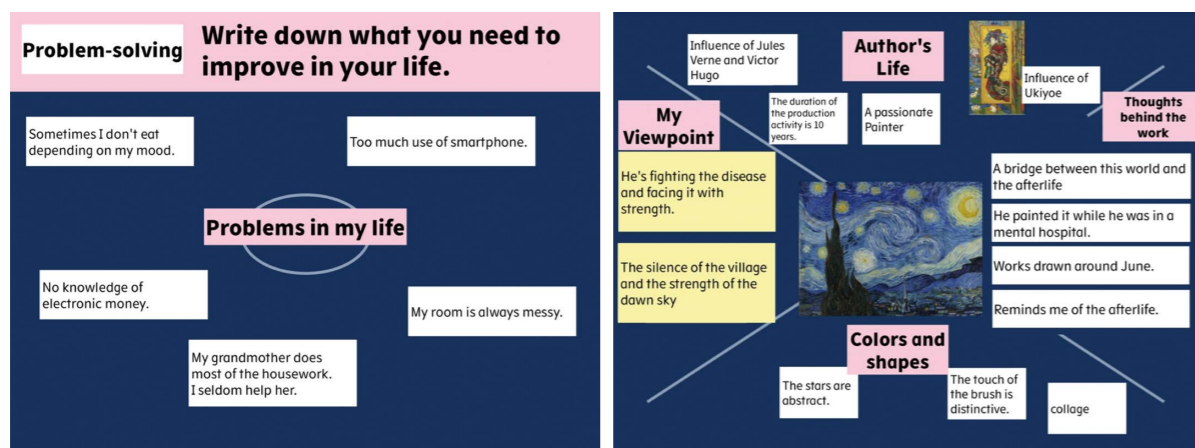 Problem-solving
Write down what you need to
improve in your life.
Sometimes I don't eat
depending on my mood.
Too much use of smartphone.
Problems in my life
No knowledge of
electronic money.
My room is always messy.
My grandmother does
most of the housework.
I seldom help her.
Influence of Jules
Verne and Victor
Hugo
Author's
Life
Influence of
Ukiyoe
The duration of
the production
activity is 10
years.
A passionate
Painter
Thoughts
behind the
work
My
Viewpoint
He's fighting the disease
and facing it with
strength.
The silence of the village
and the strength of the
dawn sky
A bridge between this world and
the afterlife
He painted it while he was in a
mental hospital.
Works drawn around June.
Reminds me of the afterlife.
Colors and
shapes
The stars are
abstract.
The touch of
the brush is
distinctive.
collage